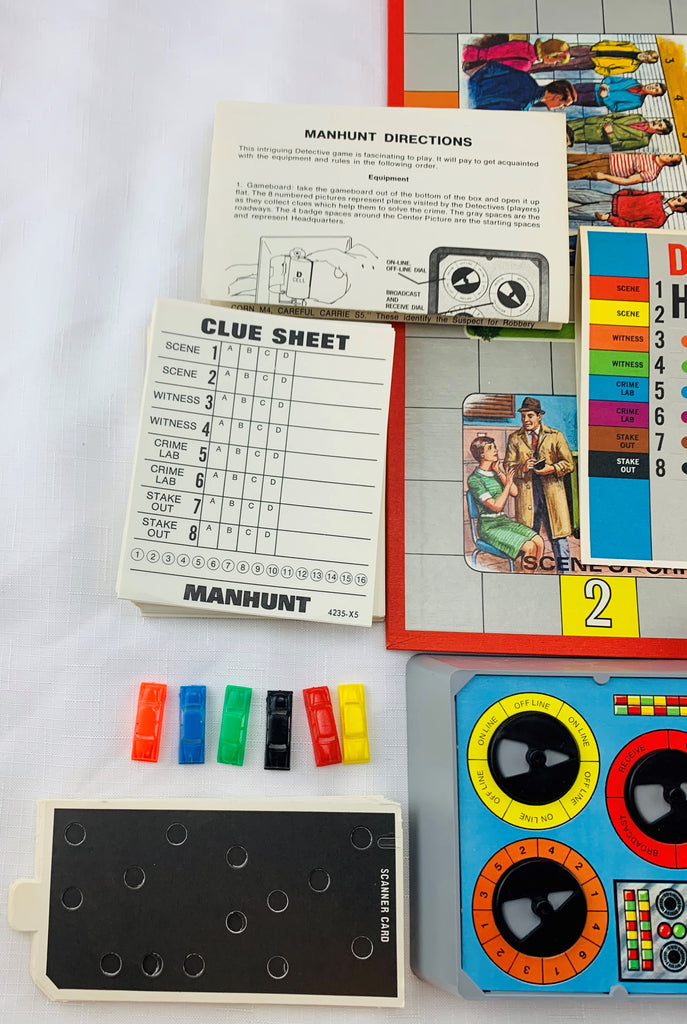 MANHUNT DIRECTIONS
This intriguing Detective game is fascinating to play. It will pay to get acquainted
with the equipment and rules in the following order.
Equipment
1. Gameboard: take the gameboard out of the bottom of the box and open it up
flat. The 8 numbered pictures represent places visited by the Detectives (players)
as they collect clues which help them to solve the crime. The gray spaces are the
roadways. The 4 badge spaces around the Center Picture are the starting spaces
and represent Headquarters.
D
CELL
ON-LINE,
OFF-LINE DIAL
BROADCAST
AND
RECEIVE DIAL
CORN M4, CAREFUL CARRIE S5." These identify the Suspect for Robbery
3
4
D
H
SCENE 1
SCENE 2
WITNESS 3
WITNESS 4
CRIME LAB 5
CRIME LAB 6
STAKE OUT 7
STAKE OUT 8
CLUE SHEET
SCENE 1 A B C D
SCENE 2 A B C D
WITNESS 3 A B C D
WITNESS 4 A B C D
CRIME LAB 5 A B C D
CRIME LAB 6 A B C D
STAKE OUT 7 A B C D
STAKE OUT 8 A B C D
1 2 3 4 5 6 7 8 9 10 11 12 13 14 15 16
MANHUNT
4235-X5
SCENE OF CRI
2
OFF LINE
ON LINE
OFF LINE
ON LINE
OFF LINE
ON LINE
RECEIVE
BROADCAST
1 3 5 2 4 2 1 4 6 3
SCANNER CARD